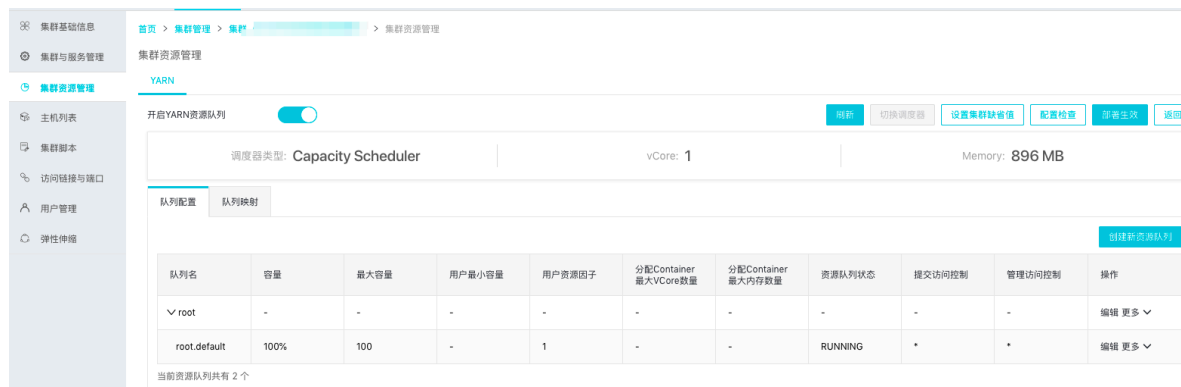 集群基础信息
集群与服务管理
集群资源管理
主机列表
集群脚本
访问链接与端口
用户管理
弹性伸缩
首页 > 集群管理 > 集群 > 集群资源管理
集群资源管理
YARN
开启YARN资源队列
刷新 切换调度器 设置集群缺省值 配置检查 部署生效 返回
调度器类型: Capacity Scheduler vCore: 1 Memory: 896 MB
队列配置 队列映射
创建新资源队列
队列名 容量 最大容量 用户最小容量 用户资源因子 分配Container 最大VCore数量 分配Container 最大内存数量 资源队列状态 提交访问控制 管理访问控制 操作
root - - - - - - - - - 编辑 更多
root.default 100% 100 - 1 - - RUNNING * * 编辑 更多
当前资源队列共有 2 个